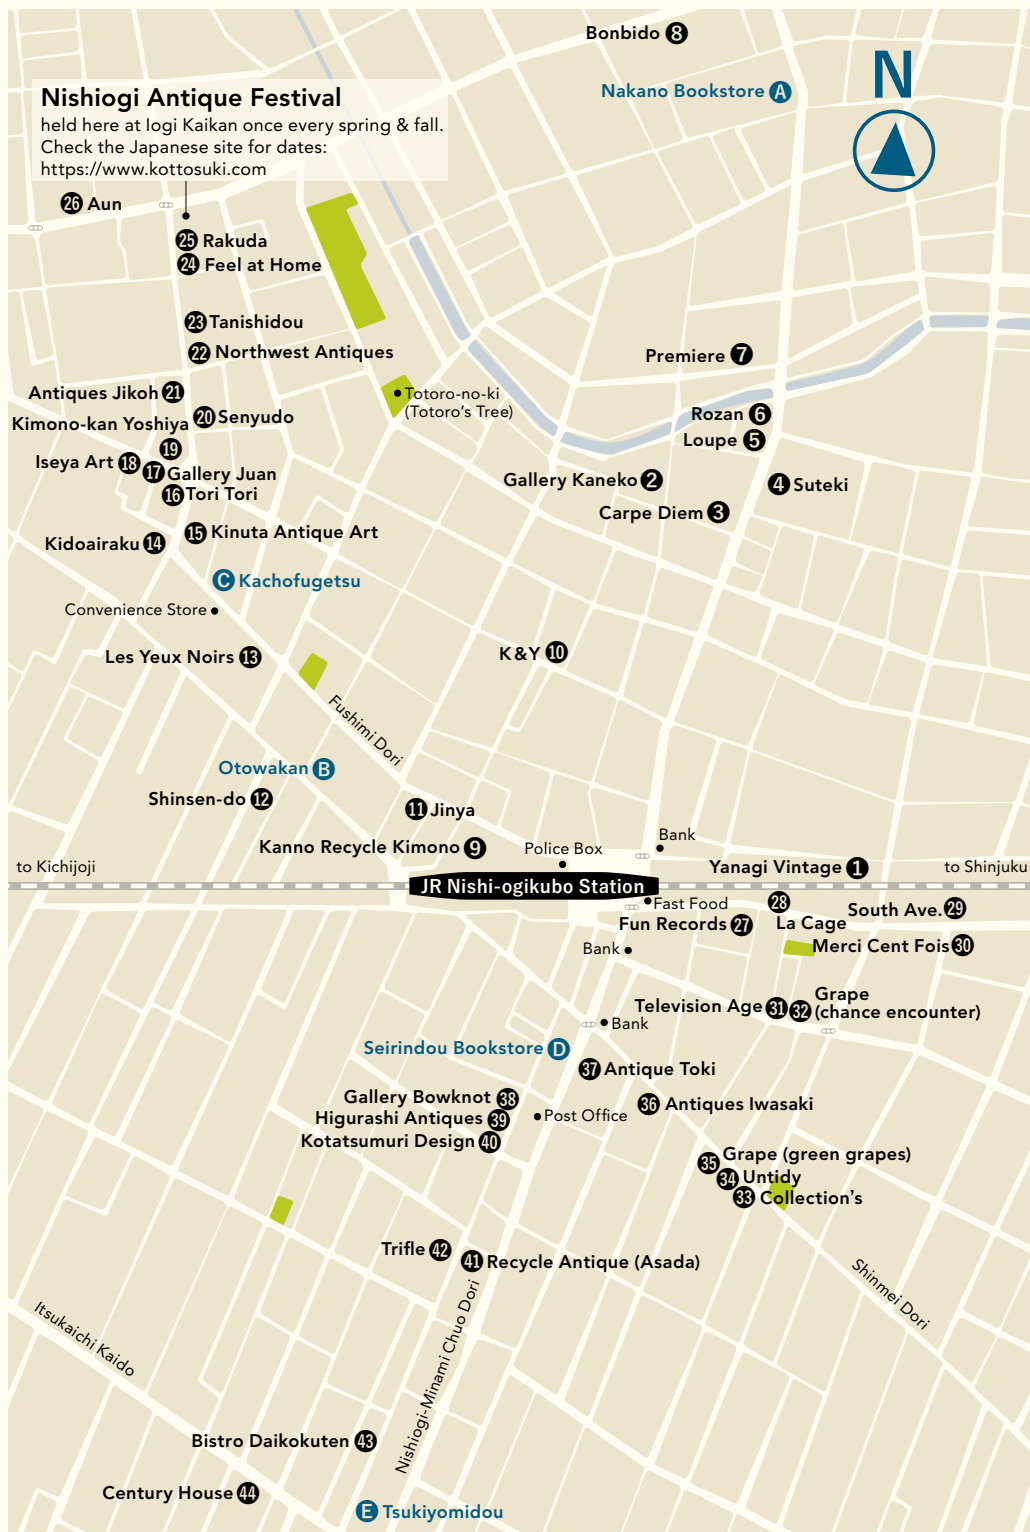 Bonbido 8
Nakano Bookstore A
N
Nishiogi Antique Festival
held here at Iogi Kaikan once every spring & fall.
Check the Japanese site for dates:
https://www.kottosuki.com
26 Aun
25 Rakuda
24 Feel at Home
23 Tanishidou
22 Northwest Antiques
Premiere 7
Antiques Jikoh 21
Totoro-no-ki
(Totoro's Tree)
20 Senyudo
Kimono-kan Yoshiya
19
Rozan 6
Loupe 5
Iseya Art 18
17 Gallery Juan
16 Tori Tori
Gallery Kaneko 2
4 Suteki
Carpe Diem 3
15 Kinuta Antique Art
Kidoairaku 14
C Kachofugetsu
Convenience Store
Les Yeux Noirs 13
K&Y 10
Fushimi Dori
Otowakan B
Shinsen-do 12
11 Jinya
Kanno Recycle Kimono 9
Police Box
Bank
to Kichijoji
Yanagi Vintage 1
to Shinjuku
JR Nishi-ogikubo Station
Fast Food
28
La Cage
South Ave. 29
Fun Records 27
Bank
Merci Cent Fois 30
Television Age 31
32 Grape
(chance encounter)
Bank
Seirindou Bookstore D
37 Antique Toki
Gallery Bowknot 38
36 Antiques Iwasaki
Higurashi Antiques 39
Post Office
Kotatsumuri Design 40
35 Grape (green grapes)
34 Untidy
33 Collection's
Trifle 42
41 Recycle Antique (Asada)
Shinmei Dori
Itsukaichi Kaido
Nishiogi-Minami Chuo Dori
Bistro Daikokuten 43
Century House 44
E Tsukiyomidou